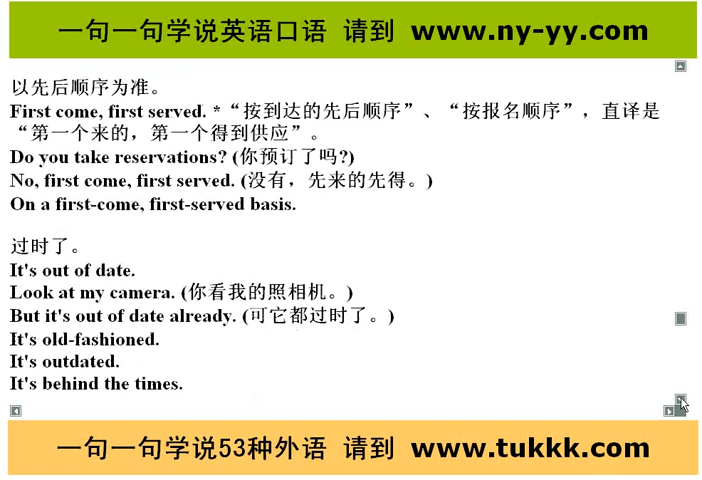 一句一句学说英语口语 请到 www.ny-yy.com
以先后顺序为准。
First come, first served. *“按到达的先后顺序”、“按报名顺序”，直译是
“第一个来的，第一个得到供应”。
Do you take reservations? (你预订了吗?)
No, first come, first served. (没有，先来的先得。)
On a first-come, first-served basis.
过时了。
It's out of date.
Look at my camera. (你看我的照相机。)
But it's out of date already. (可它都过时了。)
It's old-fashioned.
It's outdated.
It's behind the times.
一句一句学说53种外语 请到 www.tukkk.com